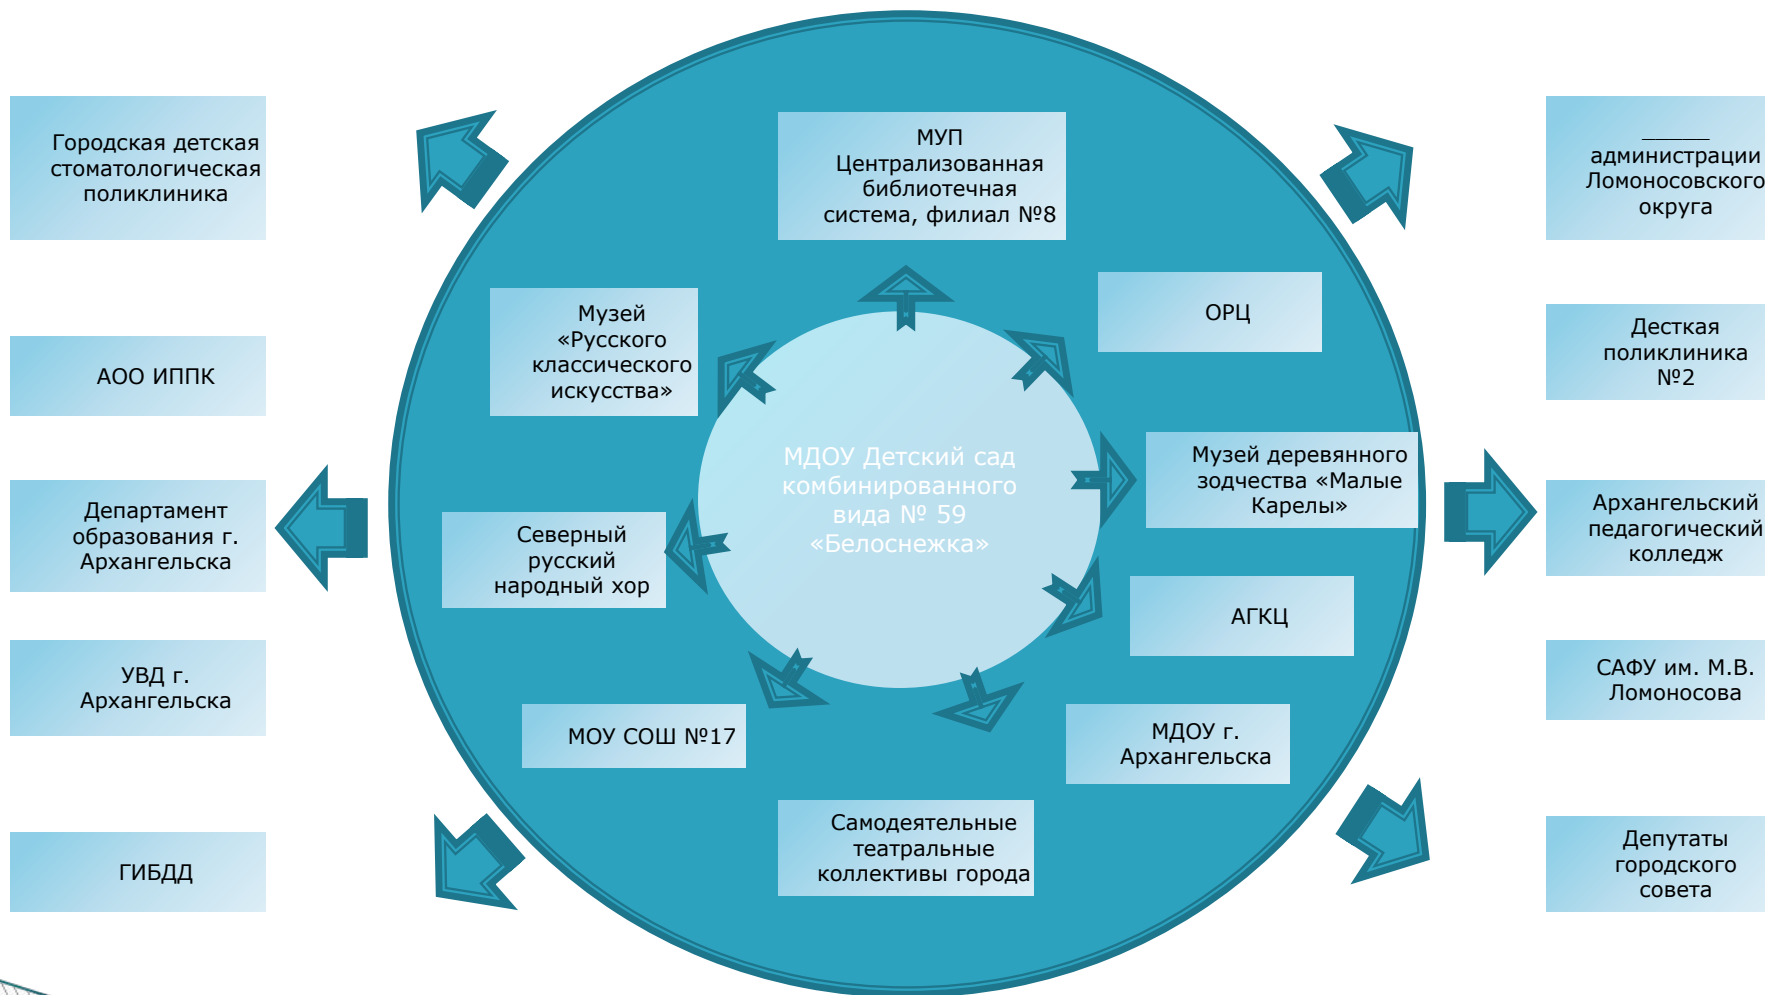 Городская детская
стоматологическая
поликлиника
АОО ИППК
Департамент
образования г.
Архангельска
УВД г.
Архангельска
ГИБДД
МУП
Централизованная
библиотечная
система, филиал №8
Музей
«Русского
классического
искусства»
ОРЦ
МДОУ Детский сад
комбинированного
вида № 59
«Белоснежка»
Музей деревянного
зодчества «Малые
Карелы»
Северный
русский
народный хор
АГКЦ
МОУ СОШ №17
МДОУ г.
Архангельска
Самодеятельные
театральные
коллективы города
______
администрации
Ломоносовского
округа
Десткая
поликлиника
№2
Архангельский
педагогический
колледж
САФУ им. М.В.
Ломоносова
Депутаты
городского
совета